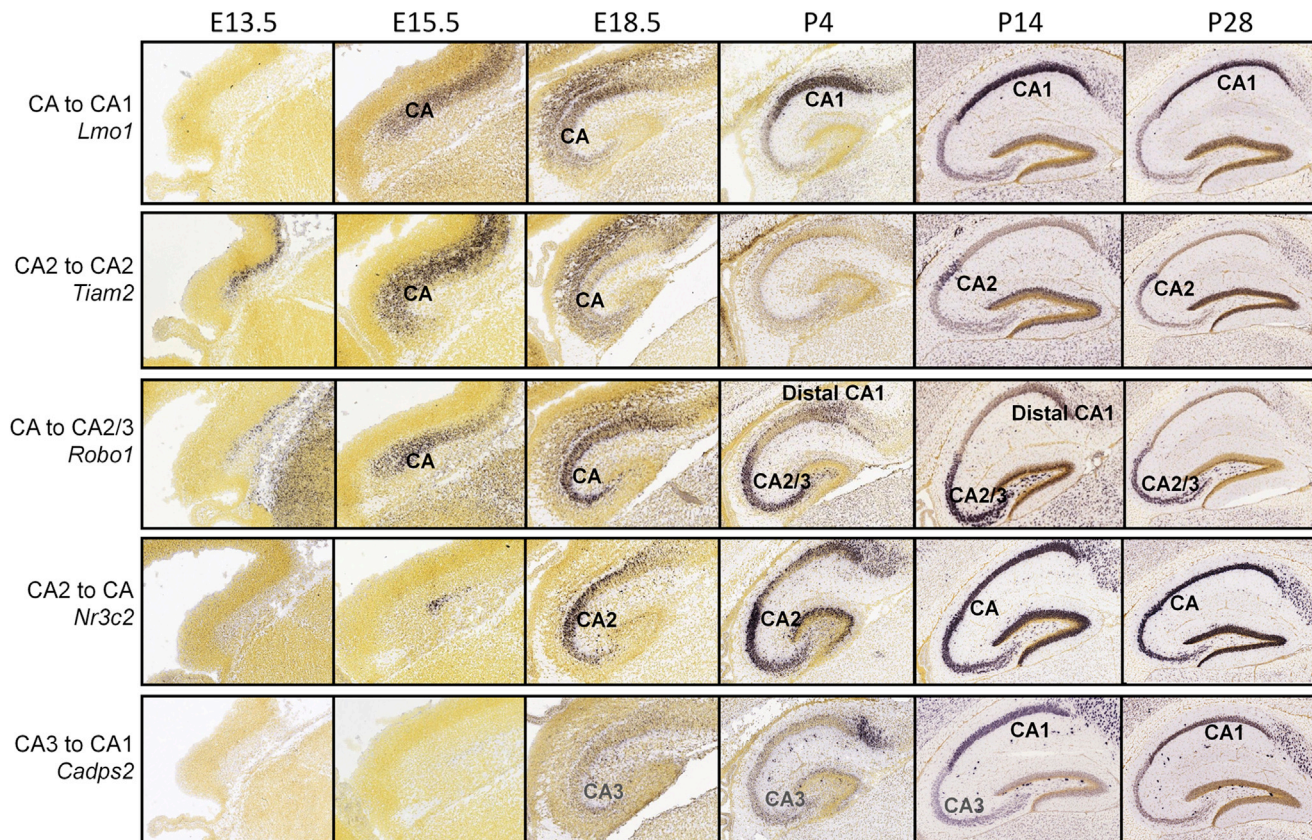 E13.5 E15.5 E18.5 P4 P14 P28
CA to CA1
Lmo1
CA CA CA1 CA1 CA1
CA2 to CA2
Tiam2
CA CA CA2 CA2
CA to CA2/3
Robo1
Distal CA1 Distal CA1
CA CA CA2/3 CA2/3 CA2/3
CA2 to CA
Nr3c2
CA2 CA2 CA CA
CA3 to CA1
Cadps2
CA1 CA1
CA3 CA3 CA3